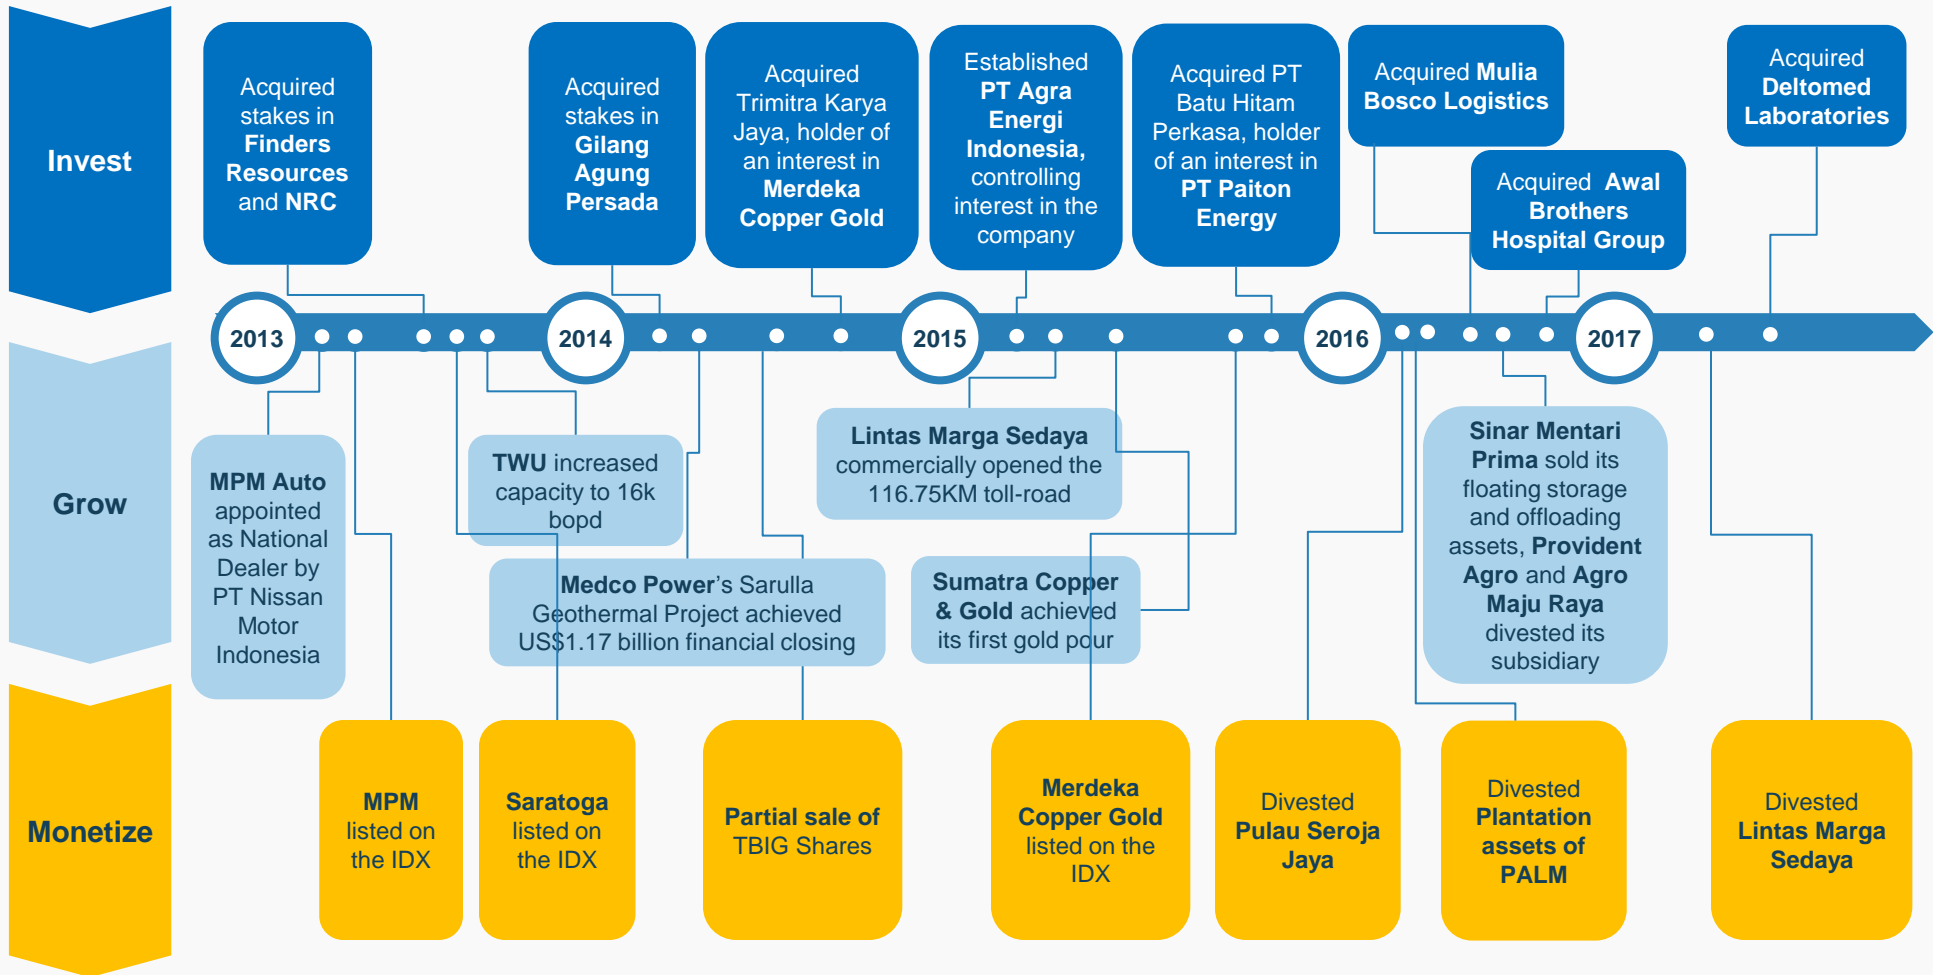 Invest
Acquired
stakes in
Finders
Resources
and NRC
Acquired
stakes in
Gilang
Agung
Persada
Acquired
Trimitra Karya
Jaya, holder of
an interest in
Merdeka
Copper Gold
Established
PT Agra
Energi
Indonesia,
controlling
interest in the
company
Acquired PT
Batu Hitam
Perkasa, holder
of an interest in
PT Paiton
Energy
Acquired Mulia
Bosco Logistics
Acquired Awal
Brothers
Hospital Group
Acquired
Deltomed
Laboratories
2013
2014
2015
2016
2017
Grow
MPM Auto
appointed
as National
Dealer by
PT Nissan
Motor
Indonesia
TWU increased
capacity to 16k
bopd
Medco Power's Sarulla
Geothermal Project achieved
US$1.17 billion financial closing
Lintas Marga Sedaya
commercially opened the
116.75KM toll-road
Sumatra Copper
& Gold achieved
its first gold pour
Sinar Mentari
Prima sold its
floating storage
and offloading
assets, Provident
Agro and Agro
Maju Raya
divested its
subsidiary
Monetize
MPM
listed on
the IDX
Saratoga
listed on
the IDX
Partial sale of
TBIG Shares
Merdeka
Copper Gold
listed on the
IDX
Divested
Pulau Seroja
Jaya
Divested
Plantation
assets of
PALM
Divested
Lintas Marga
Sedaya